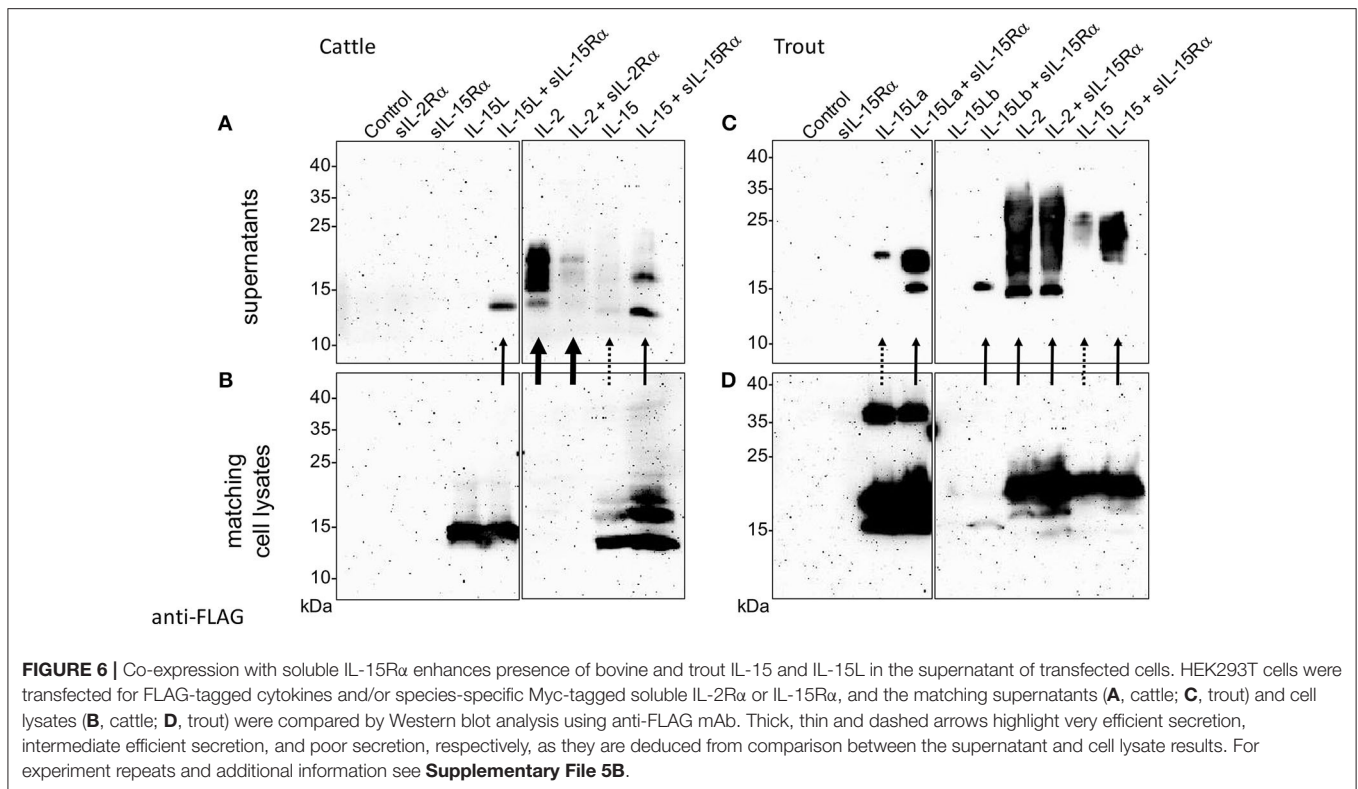 Cattle
Trout
Control
sIL-2Rα
sIL-15Rα
IL-15L
IL-15L + sIL-15Rα
IL-2
IL-2 + sIL-2Rα
IL-15
IL-15 + sIL-15Rα
Control
sIL-15Rα
IL-15La
IL-15La + sIL-15Rα
IL-15Lb
IL-15Lb + sIL-15Rα
IL-2
IL-2 + sIL-15Rα
IL-15
IL-15 + sIL-15Rα
A
supernatants
40
35
25
15
10
C
40
35
25
15
10
B
matching
cell lysates
40
35
25
15
10
kDa
D
40
35
25
15
kDa
anti-FLAG
FIGURE 6 | Co-expression with soluble IL-15Rα enhances presence of bovine and trout IL-15 and IL-15L in the supernatant of transfected cells. HEK293T cells were
transfected for FLAG-tagged cytokines and/or species-specific Myc-tagged soluble IL-2Rα or IL-15Rα, and the matching supernatants (A, cattle; C, trout) and cell
lysates (B, cattle; D, trout) were compared by Western blot analysis using anti-FLAG mAb. Thick, thin and dashed arrows highlight very efficient secretion,
intermediate efficient secretion, and poor secretion, respectively, as they are deduced from comparison between the supernatant and cell lysate results. For
experiment repeats and additional information see Supplementary File 5B.